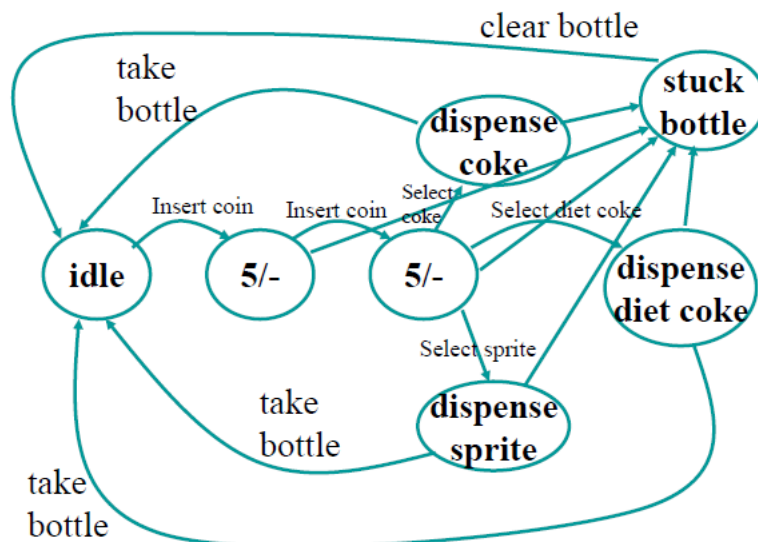 clear bottle
take
bottle
stuck
bottle
dispense
coke
Insert coin
Insert coin
Select
coke
Select diet coke
idle
5/-
5/-
dispense
diet coke
Select sprite
take
bottle
dispense
sprite
take
bottle